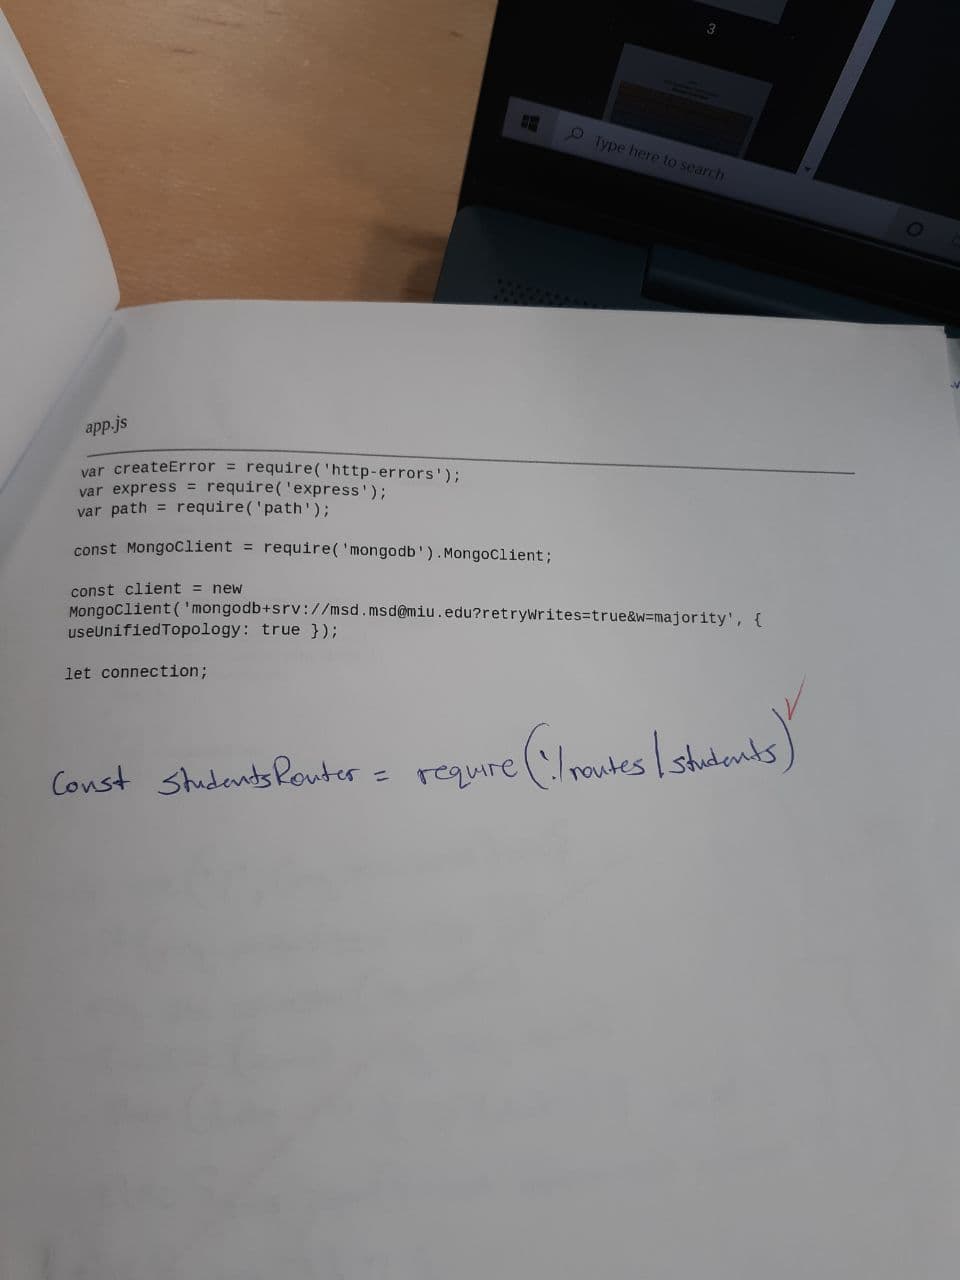 3
Type here to search
app.js
var createError = require('http-errors');
var express = require('express');
var path = require('path');
const MongoClient = require('mongodb').MongoClient;
const client = new
MongoClient('mongodb+srv://msd.msd@miu.edu?retryWrites=true&w=majority', {
useUnifiedTopology: true });
let connection;
Const studentsRouter = require('./routes/students)